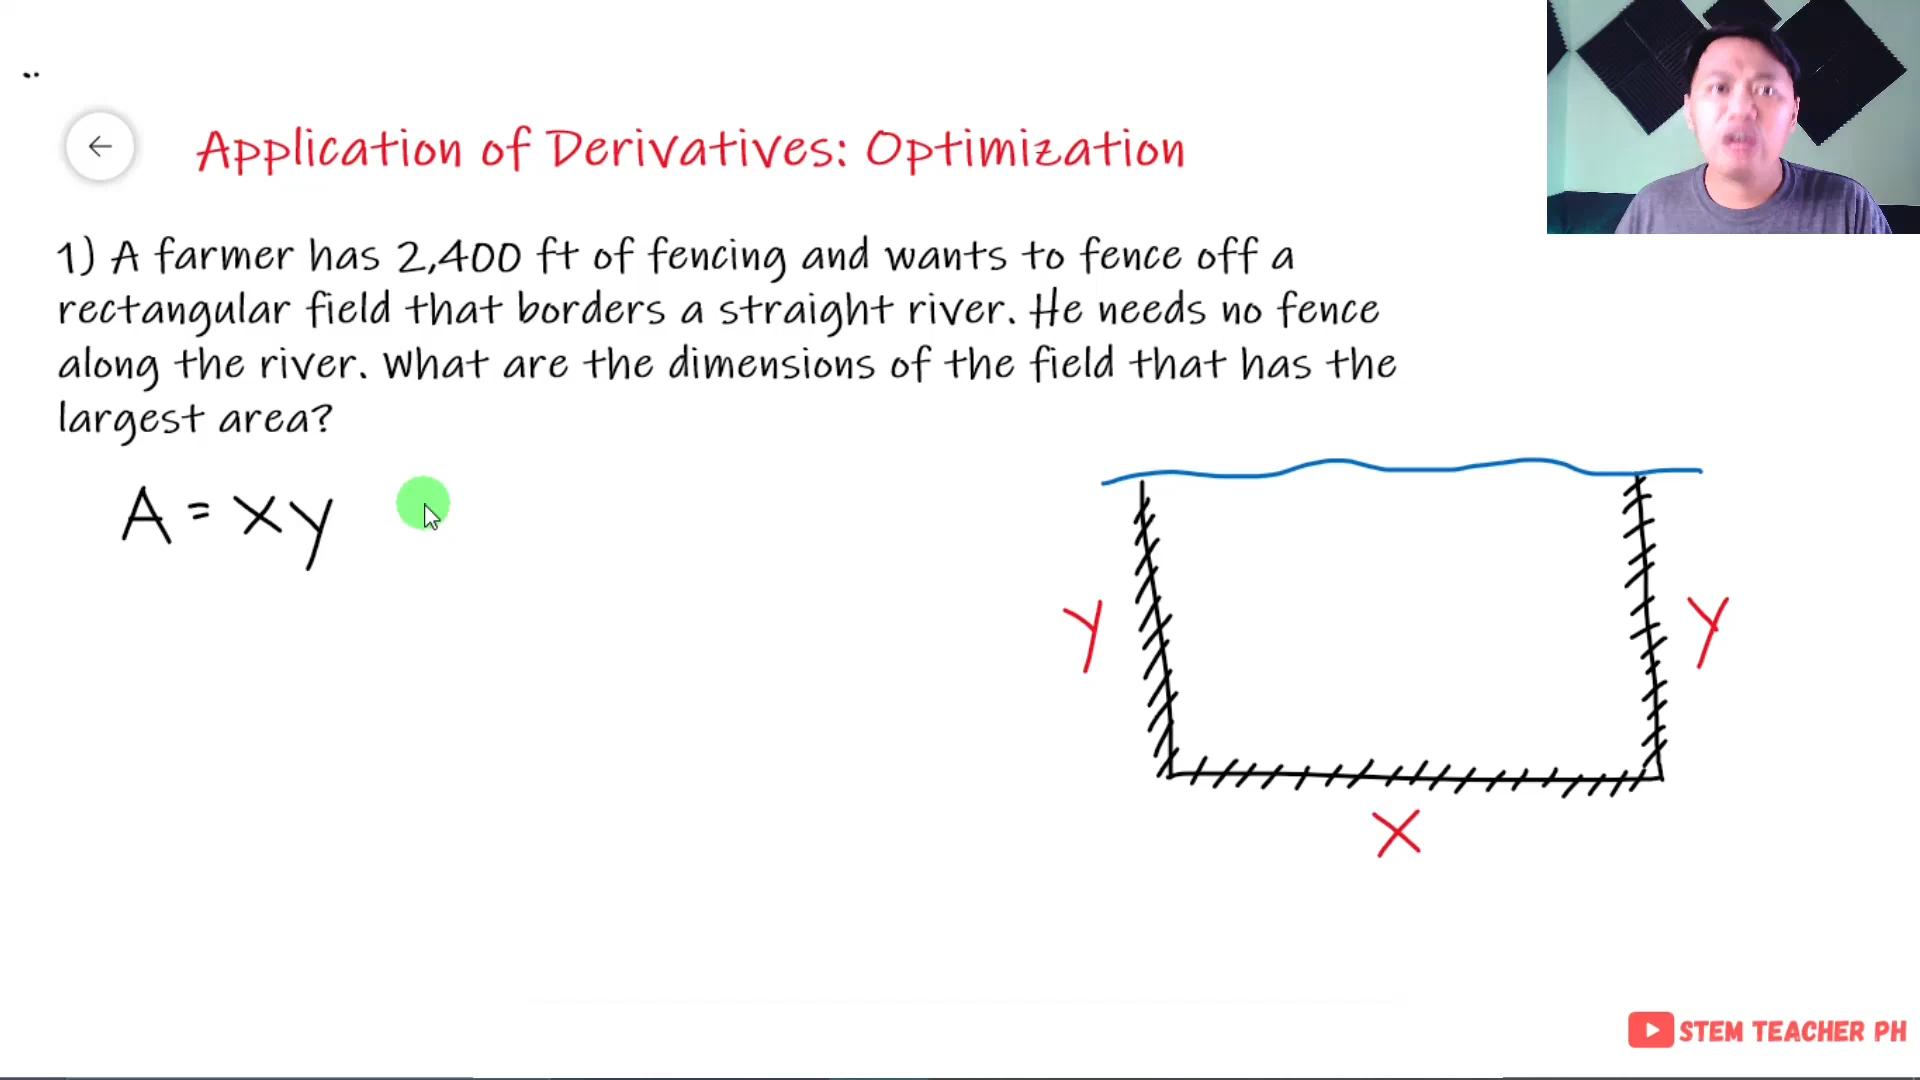 Application of Derivatives: Optimization
1) A farmer has 2,400 ft of fencing and wants to fence off a
rectangular field that borders a straight river. He needs no fence
along the river. What are the dimensions of the field that has the
largest area?
A = xy
y
y
x
STEM TEACHER PH